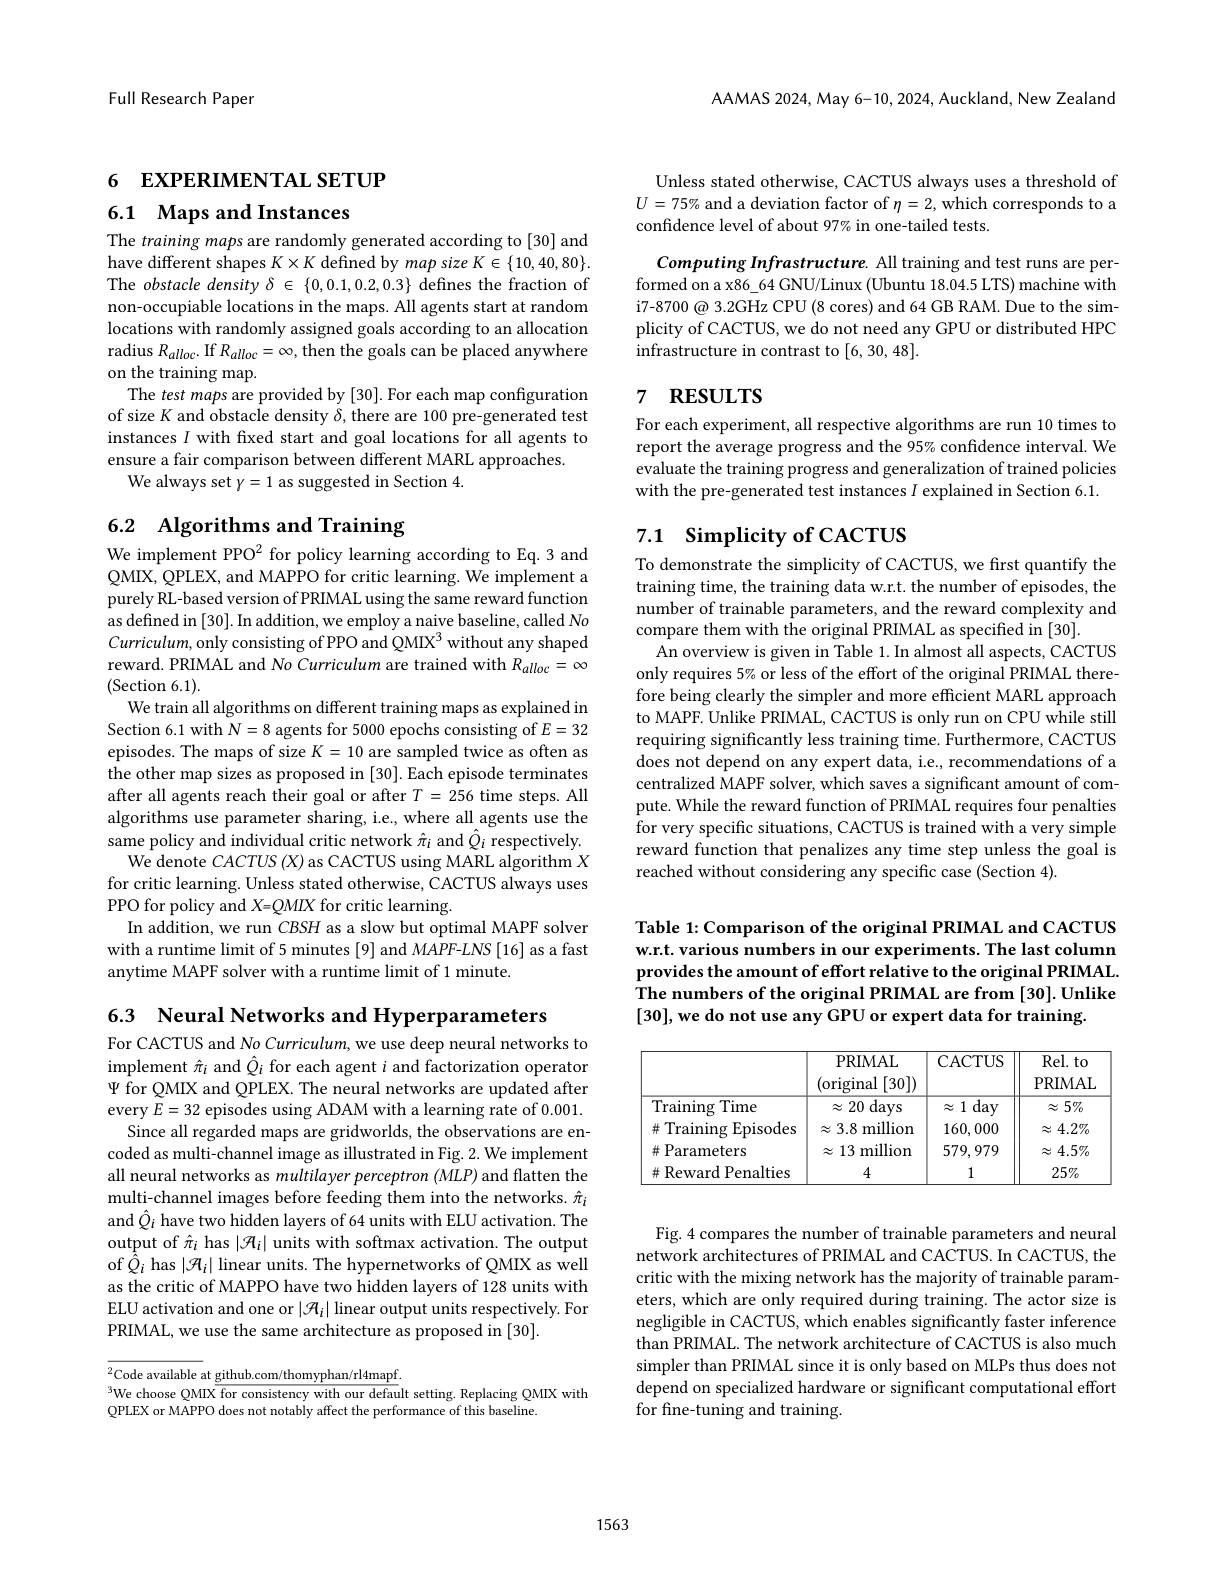 Full Research Paper
AAMAS 2024, May 6–10, 2024, Auckland, New Zealand
6 EXPERIMENTAL SETUP
6.1 Maps and Instances
The training maps are randomly generated according to [30] and
have different shapes K × K defined by map size K ∈ {10, 40, 80}.
The obstacle density δ ∈ {0, 0.1, 0.2, 0.3} defines the fraction of
non-occupiable locations in the maps. All agents start at random
locations with randomly assigned goals according to an allocation
radius R_alloc. If R_alloc = ∞, then the goals can be placed anywhere
on the training map.
The test maps are provided by [30]. For each map configuration
of size K and obstacle density δ, there are 100 pre-generated test
instances I with fixed start and goal locations for all agents to
ensure a fair comparison between different MARL approaches.
We always set γ = 1 as suggested in Section 4.
6.2 Algorithms and Training
We implement PPO² for policy learning according to Eq. 3 and
QMIX, QPLEX, and MAPPO for critic learning. We implement a
purely RL-based version of PRIMAL using the same reward function
as defined in [30]. In addition, we employ a naive baseline, called No
Curriculum, only consisting of PPO and QMIX³ without any shaped
reward. PRIMAL and No Curriculum are trained with R_alloc = ∞
(Section 6.1).
We train all algorithms on different training maps as explained in
Section 6.1 with N = 8 agents for 5000 epochs consisting of E = 32
episodes. The maps of size K = 10 are sampled twice as often as
the other map sizes as proposed in [30]. Each episode terminates
after all agents reach their goal or after T = 256 time steps. All
algorithms use parameter sharing, i.e., where all agents use the
same policy and individual critic network π̂_i and Q̂_i respectively.
We denote CACTUS (X) as CACTUS using MARL algorithm X
for critic learning. Unless stated otherwise, CACTUS always uses
PPO for policy and X=QMIX for critic learning.
In addition, we run CBSH as a slow but optimal MAPF solver
with a runtime limit of 5 minutes [9] and MAPF-LNS [16] as a fast
anytime MAPF solver with a runtime limit of 1 minute.
6.3 Neural Networks and Hyperparameters
For CACTUS and No Curriculum, we use deep neural networks to
implement π̂_i and Q̂_i for each agent i and factorization operator
Ψ for QMIX and QPLEX. The neural networks are updated after
every E = 32 episodes using ADAM with a learning rate of 0.001.
Since all regarded maps are gridworlds, the observations are en-
coded as multi-channel image as illustrated in Fig. 2. We implement
all neural networks as multilayer perceptron (MLP) and flatten the
multi-channel images before feeding them into the networks. π̂_i
and Q̂_i have two hidden layers of 64 units with ELU activation. The
output of π̂_i has |𝒜_i| units with softmax activation. The output
of Q̂_i has |𝒜_i| linear units. The hypernetworks of QMIX as well
as the critic of MAPPO have two hidden layers of 128 units with
ELU activation and one or |𝒜_i| linear output units respectively. For
PRIMAL, we use the same architecture as proposed in [30].
²Code available at github.com/thomyphan/rl4mapf.
³We choose QMIX for consistency with our default setting. Replacing QMIX with
QPLEX or MAPPO does not notably affect the performance of this baseline.
Unless stated otherwise, CACTUS always uses a threshold of
U = 75% and a deviation factor of η = 2, which corresponds to a
confidence level of about 97% in one-tailed tests.
Computing Infrastructure. All training and test runs are per-
formed on a x86_64 GNU/Linux (Ubuntu 18.04.5 LTS) machine with
i7-8700 @ 3.2GHz CPU (8 cores) and 64 GB RAM. Due to the sim-
plicity of CACTUS, we do not need any GPU or distributed HPC
infrastructure in contrast to [6, 30, 48].
7 RESULTS
For each experiment, all respective algorithms are run 10 times to
report the average progress and the 95% confidence interval. We
evaluate the training progress and generalization of trained policies
with the pre-generated test instances I explained in Section 6.1.
7.1 Simplicity of CACTUS
To demonstrate the simplicity of CACTUS, we first quantify the
training time, the training data w.r.t. the number of episodes, the
number of trainable parameters, and the reward complexity and
compare them with the original PRIMAL as specified in [30].
An overview is given in Table 1. In almost all aspects, CACTUS
only requires 5% or less of the effort of the original PRIMAL there-
fore being clearly the simpler and more efficient MARL approach
to MAPF. Unlike PRIMAL, CACTUS is only run on CPU while still
requiring significantly less training time. Furthermore, CACTUS
does not depend on any expert data, i.e., recommendations of a
centralized MAPF solver, which saves a significant amount of com-
pute. While the reward function of PRIMAL requires four penalties
for very specific situations, CACTUS is trained with a very simple
reward function that penalizes any time step unless the goal is
reached without considering any specific case (Section 4).
Table 1: Comparison of the original PRIMAL and CACTUS
w.r.t. various numbers in our experiments. The last column
provides the amount of effort relative to the original PRIMAL.
The numbers of the original PRIMAL are from [30]. Unlike
[30], we do not use any GPU or expert data for training.
PRIMAL CACTUS Rel. to
(original [30]) PRIMAL
Training Time ≈ 20 days ≈ 1 day ≈ 5%
# Training Episodes ≈ 3.8 million 160, 000 ≈ 4.2%
# Parameters ≈ 13 million 579, 979 ≈ 4.5%
# Reward Penalties 4 1 25%
Fig. 4 compares the number of trainable parameters and neural
network architectures of PRIMAL and CACTUS. In CACTUS, the
critic with the mixing network has the majority of trainable param-
eters, which are only required during training. The actor size is
negligible in CACTUS, which enables significantly faster inference
than PRIMAL. The network architecture of CACTUS is also much
simpler than PRIMAL since it is only based on MLPs thus does not
depend on specialized hardware or significant computational effort
for fine-tuning and training.
1563